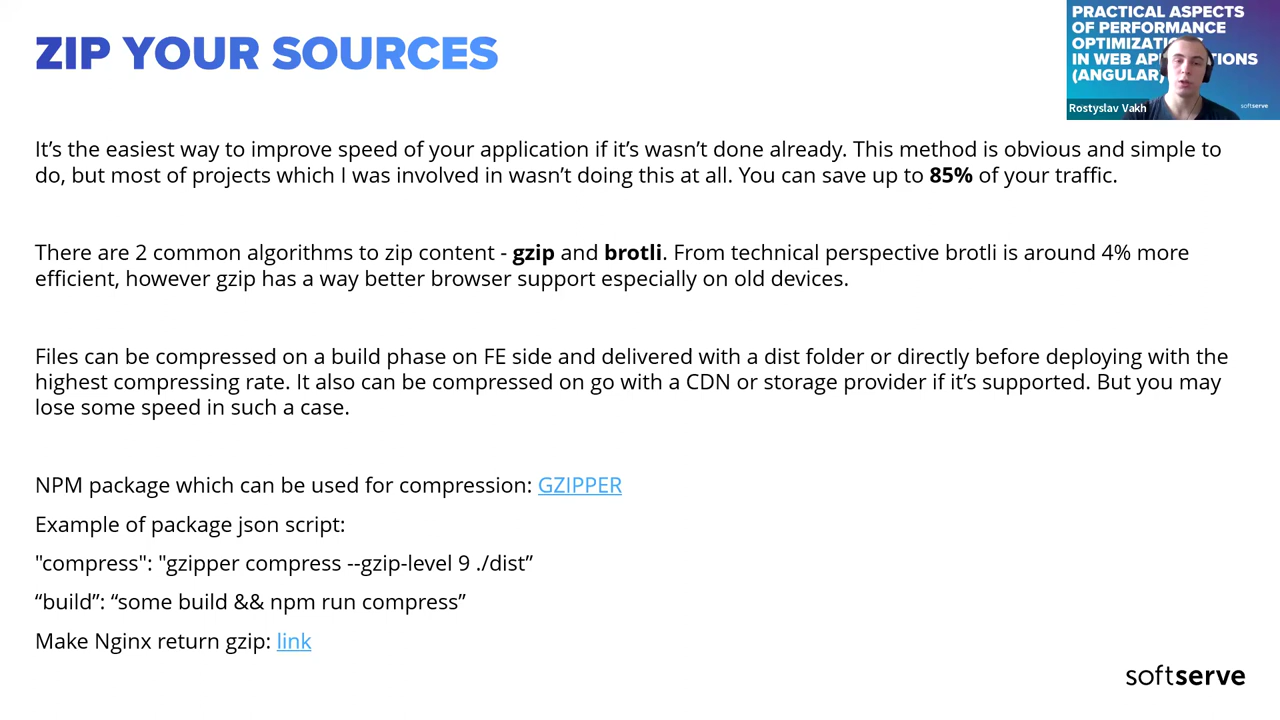 ZIP YOUR SOURCES
PRACTICAL ASPECTS
OF PERFORMANCE
IN WEB
(ANGULAR)
Rostyslav Vakh
softserve
It’s the easiest way to improve speed of your application if it’s wasn’t done already. This method is obvious and simple to
do, but most of projects which I was involved in wasn’t doing this at all. You can save up to 85% of your traffic.
There are 2 common algorithms to zip content - gzip and brotli. From technical perspective brotli is around 4% more
efficient, however gzip has a way better browser support especially on old devices.
Files can be compressed on a build phase on FE side and delivered with a dist folder or directly before deploying with the
highest compressing rate. It also can be compressed on go with a CDN or storage provider if it’s supported. But you may
lose some speed in such a case.
NPM package which can be used for compression: GZIPPER
Example of package json script:
"compress": "gzipper compress --gzip-level 9 ./dist”
“build”: “some build && npm run compress”
Make Nginx return gzip: link
softserve